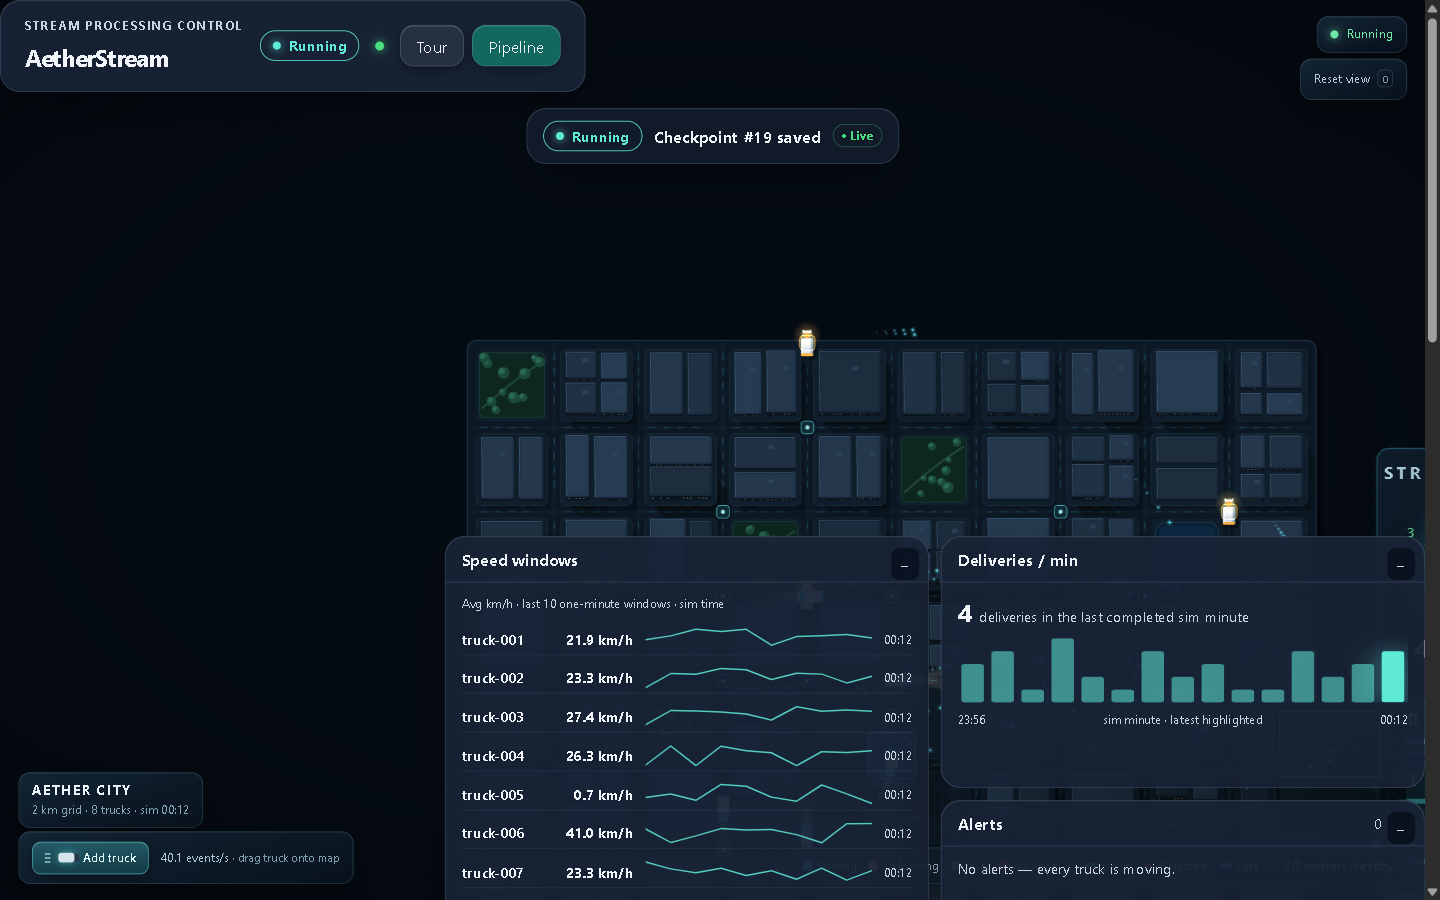 STREAM PROCESSING CONTROL
AetherStream
Running
Tour
Pipeline
Running
Reset view 0
Running Checkpoint #19 saved • Live
STR
3
Speed windows –
Avg km/h · last 10 one-minute windows · sim time
truck-001 21.9 km/h 00:12
truck-002 23.3 km/h 00:12
truck-003 27.4 km/h 00:12
truck-004 26.3 km/h 00:12
truck-005 0.7 km/h 00:12
truck-006 41.0 km/h 00:12
truck-007 23.3 km/h 00:12
Deliveries / min –
4 deliveries in the last completed sim minute
23:56 sim minute · latest highlighted 00:12
Alerts 0 –
No alerts — every truck is moving.
AETHER CITY
2 km grid · 8 trucks · sim 00:12
Add truck 40.1 events/s · drag truck onto map